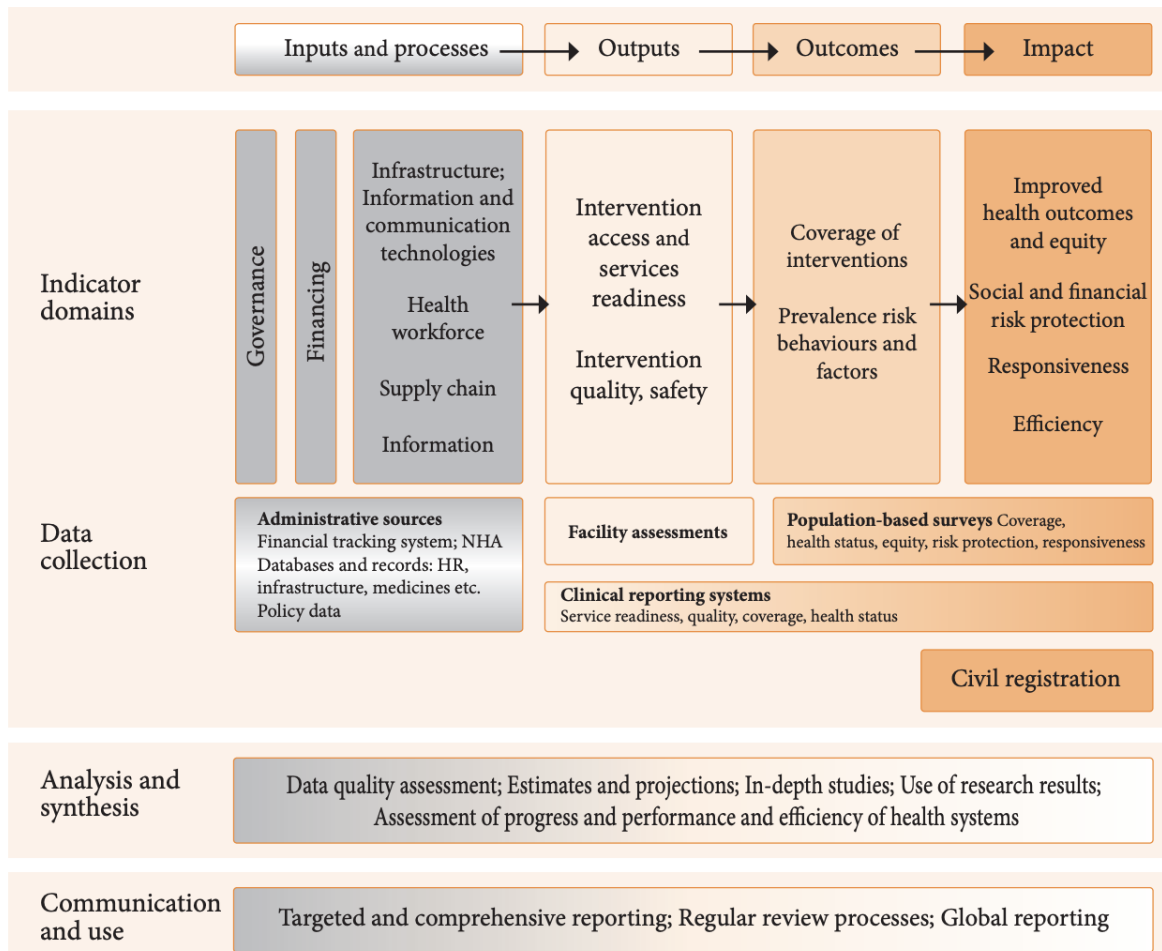 Inputs and processes
Outputs
Outcomes
Impact
Indicator
domains
Governance
Financing
Infrastructure;
Information and
communication
technologies
Health
workforce
Supply chain
Information
Intervention
access and
services
readiness
Intervention
quality, safety
Coverage of
interventions
Prevalence risk
behaviours and
factors
Improved
health outcomes
and equity
Social and financial
risk protection
Responsiveness
Efficiency
Data
collection
Administrative sources
Financial tracking system; NHA
Databases and records: HR,
infrastructure, medicines etc.
Policy data
Facility assessments
Population-based surveys Coverage,
health status, equity, risk protection, responsiveness
Clinical reporting systems
Service readiness, quality, coverage, health status
Civil registration
Analysis and
synthesis
Data quality assessment; Estimates and projections; In-depth studies; Use of research results;
Assessment of progress and performance and efficiency of health systems
Communication
and use
Targeted and comprehensive reporting; Regular review processes; Global reporting